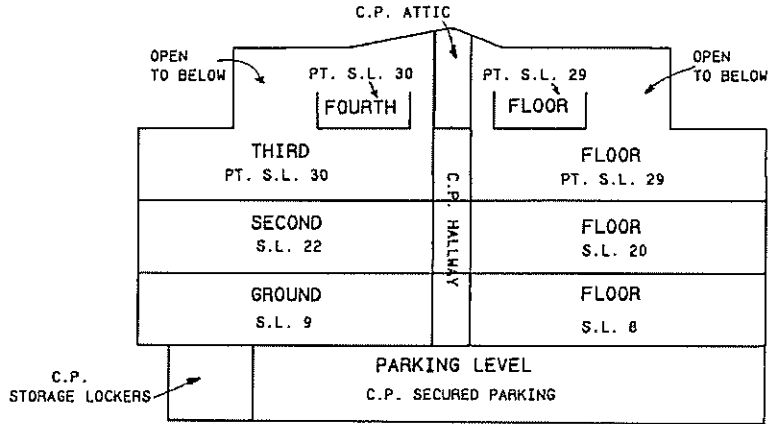 C.P. ATTIC
OPEN
TO BELOW
PT. S.L. 30
PT. S.L. 29
OPEN
TO BELOW
FOURTH
FLOOR
THIRD
FLOOR
PT. S.L. 30
PT. S.L. 29
C.P. HALLWAY
SECOND
FLOOR
S.L. 22
S.L. 20
GROUND
FLOOR
S.L. 9
S.L. 8
PARKING LEVEL
C.P.
STORAGE LOCKERS
C.P. SECURED PARKING